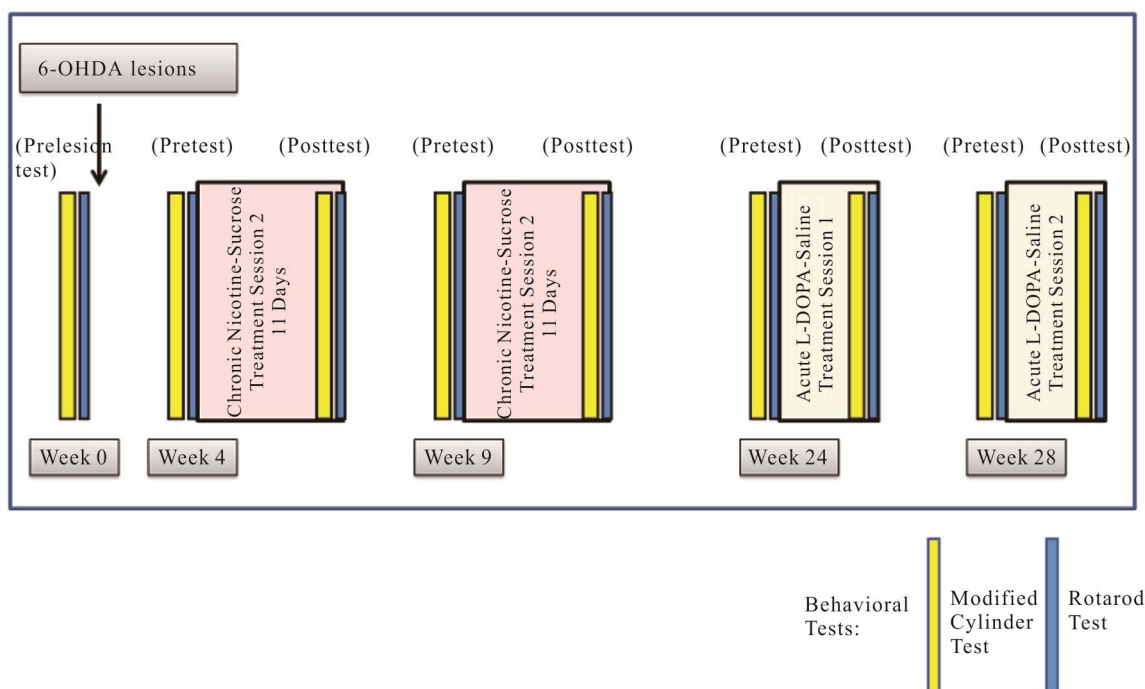 6-OHDA lesions
(Prelesion
test)
(Pretest)
(Posttest)
(Pretest)
(Posttest)
(Pretest)
(Posttest)
(Pretest)
(Posttest)
Chronic Nicotine-Sucrose
Treatment Session 2
11 Days
Chronic Nicotine-Sucrose
Treatment Session 2
11 Days
Acute L-DOPA-Saline
Treatment Session 1
Acute L-DOPA-Saline
Treatment Session 2
Week 0
Week 4
Week 9
Week 24
Week 28
Behavioral
Tests:
Modified
Cylinder
Test
Rotarod
Test